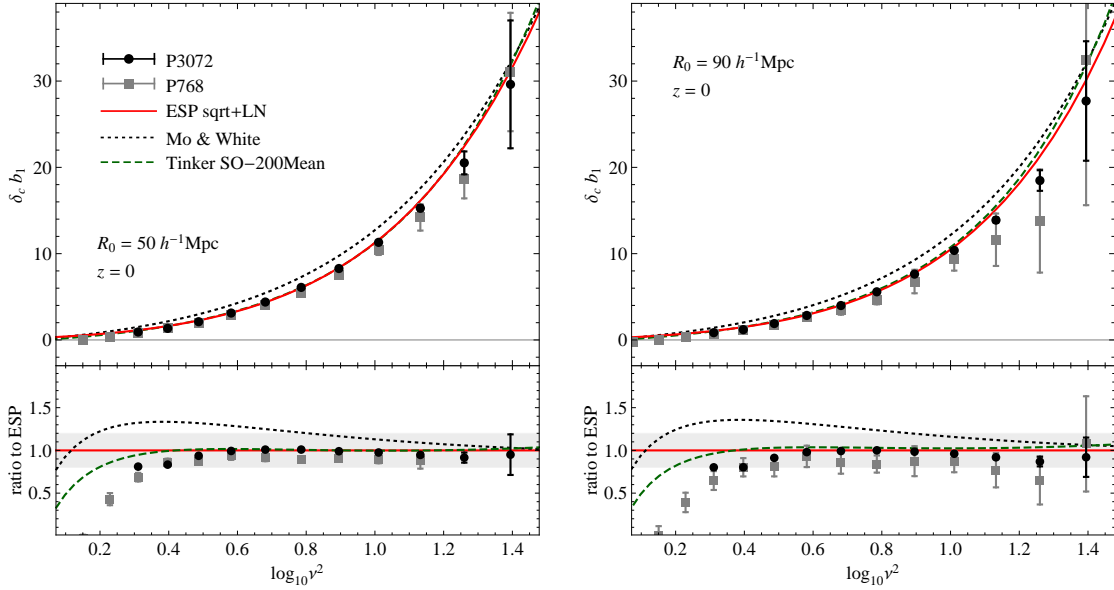 P3072
P768
ESP sqrt+LN
Mo & White
Tinker SO−200Mean
R₀ = 50 h⁻¹Mpc
z = 0
δ_c b₁
0
10
20
30
ratio to ESP
0.5
1.0
1.5
0.2 0.4 0.6 0.8 1.0 1.2 1.4
log₁₀ν²
R₀ = 90 h⁻¹Mpc
z = 0
δ_c b₁
0
10
20
30
ratio to ESP
0.5
1.0
1.5
0.2 0.4 0.6 0.8 1.0 1.2 1.4
log₁₀ν²